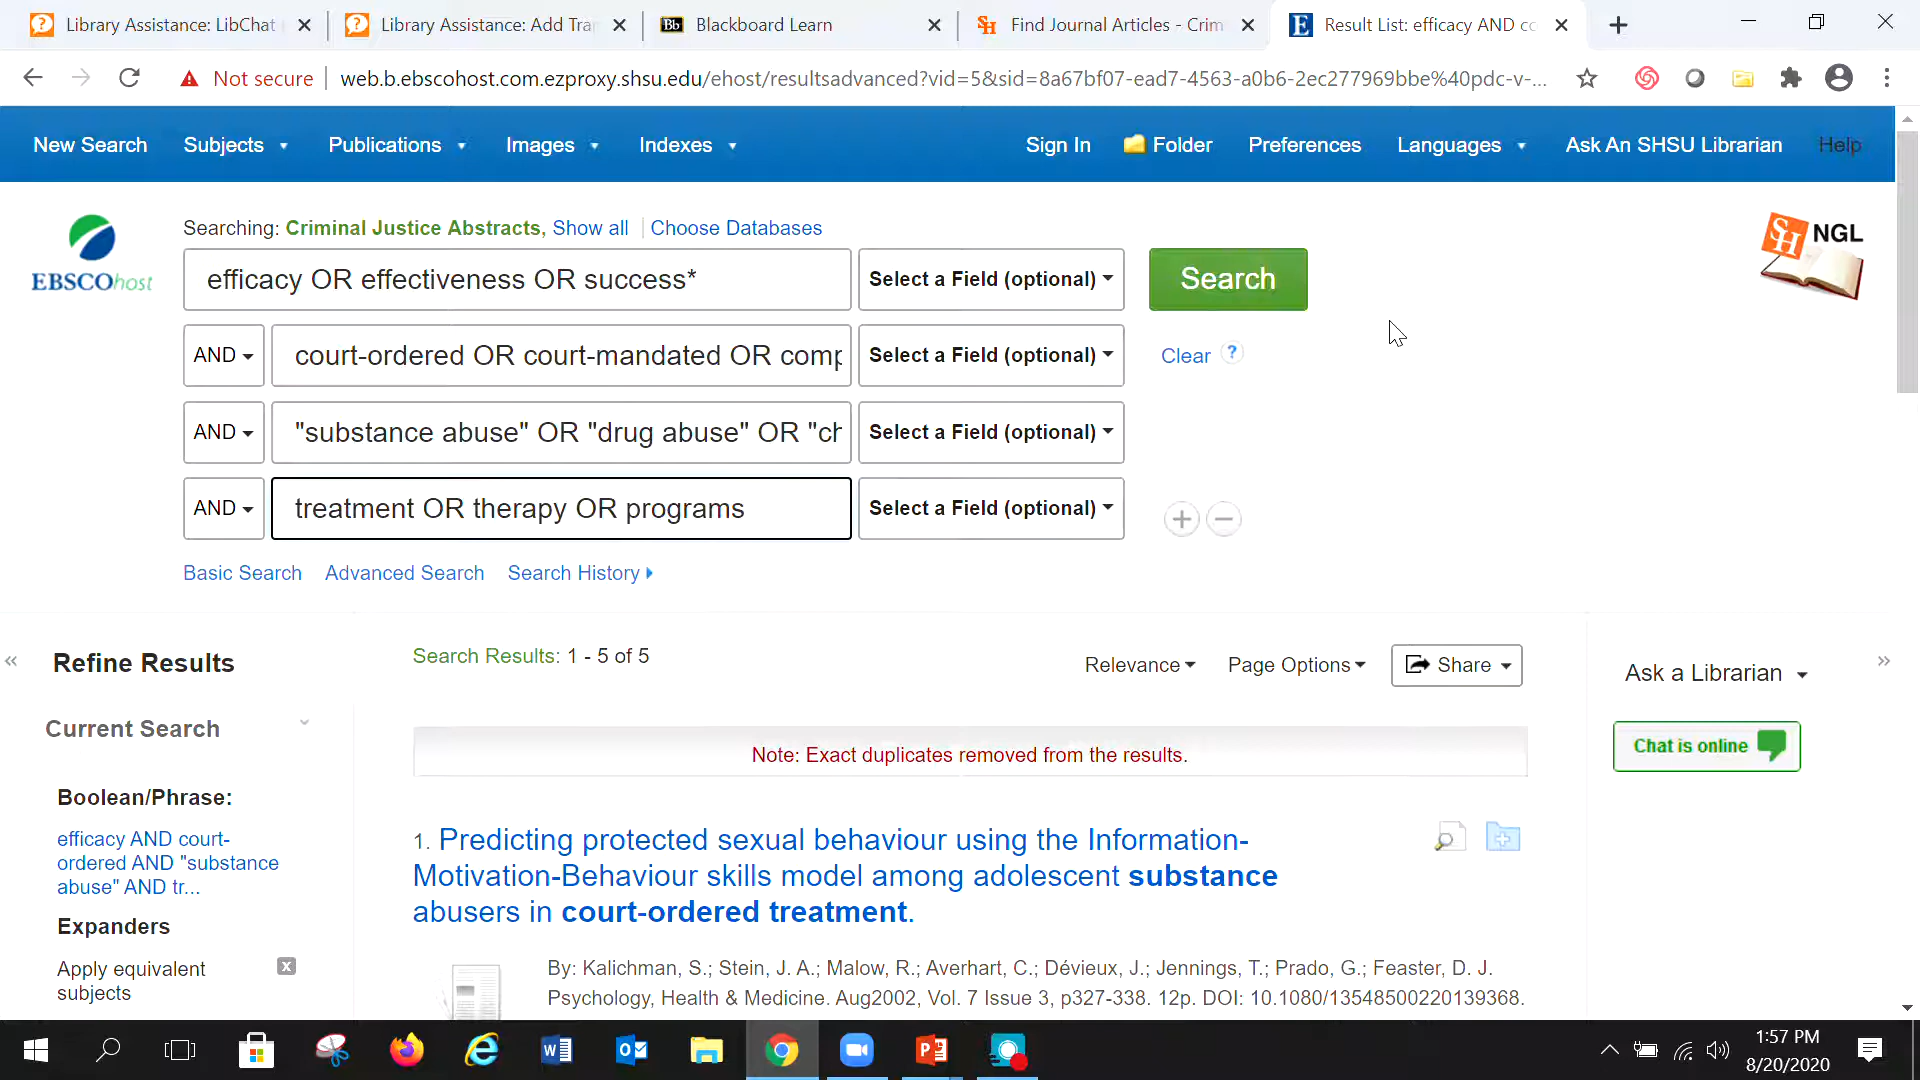 Library Assistance: LibChat
Library Assistance: Add Tra
Blackboard Learn
Find Journal Articles - Crim
Result List: efficacy AND co
Not secure
web.b.ebscohost.com.ezproxy.shsu.edu/ehost/resultsadvanced?vid=5&sid=8a67bf07-ead7-4563-a0b6-2ec277969bbe%40pdc-v-...
New Search Subjects Publications Images Indexes Sign In Folder Preferences Languages Ask An SHSU Librarian Help
Searching: Criminal Justice Abstracts, Show all Choose Databases
EBSCOhost
SH NGL
efficacy OR effectiveness OR success* Select a Field (optional) Search
AND court-ordered OR court-mandated OR comp Select a Field (optional) Clear ?
AND "substance abuse" OR "drug abuse" OR "ch Select a Field (optional)
AND treatment OR therapy OR programs Select a Field (optional)
Basic Search Advanced Search Search History
Refine Results
Current Search
Boolean/Phrase:
efficacy AND court-
ordered AND "substance
abuse" AND tr...
Expanders
Apply equivalent
subjects
Search Results: 1 - 5 of 5
Relevance Page Options Share
Note: Exact duplicates removed from the results.
1. Predicting protected sexual behaviour using the Information-
Motivation-Behaviour skills model among adolescent substance
abusers in court-ordered treatment.
By: Kalichman, S.; Stein, J. A.; Malow, R.; Averhart, C.; Dévieux, J.; Jennings, T.; Prado, G.; Feaster, D. J.
Psychology, Health & Medicine. Aug2002, Vol. 7 Issue 3, p327-338. 12p. DOI: 10.1080/13548500220139368.
Ask a Librarian
Chat is online
1:57 PM
8/20/2020